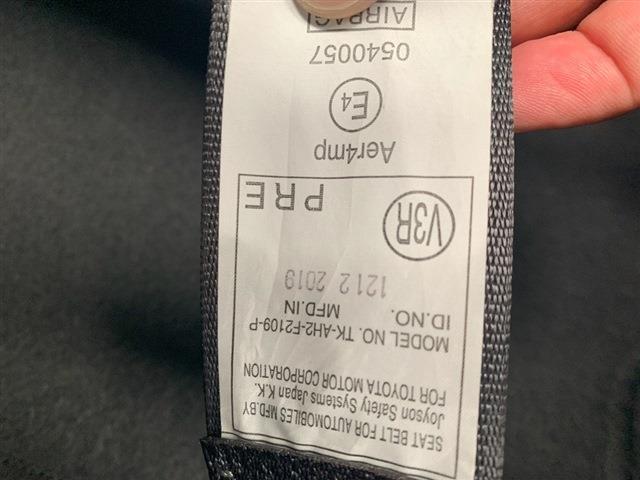 SEAT BELT FOR AUTOMOBILES MFD.BY
Joyson Safety Systems Japan K.K.
FOR TOYOTA MOTOR CORPORATION
MODEL NO. TK-AH2-F2109-P
ID.NO. MFD.IN
1212 2019
V3R PRE
Aer4mp
E4
0540057
AIRBAG